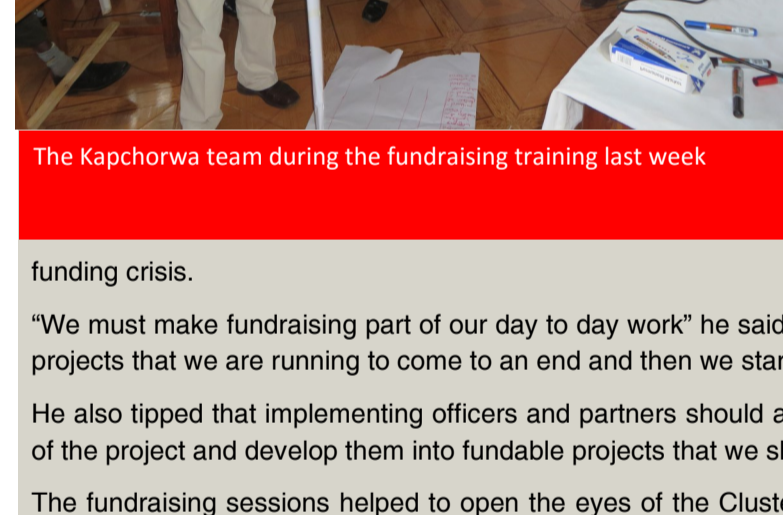 The Kapchorwa team during the fundraising training last week
funding crisis.
“We must make fundraising part of our day to day work” he said
projects that we are running to come to an end and then we star
He also tipped that implementing officers and partners should a
of the project and develop them into fundable projects that we s
The fundraising sessions helped to open the eyes of the Cluste